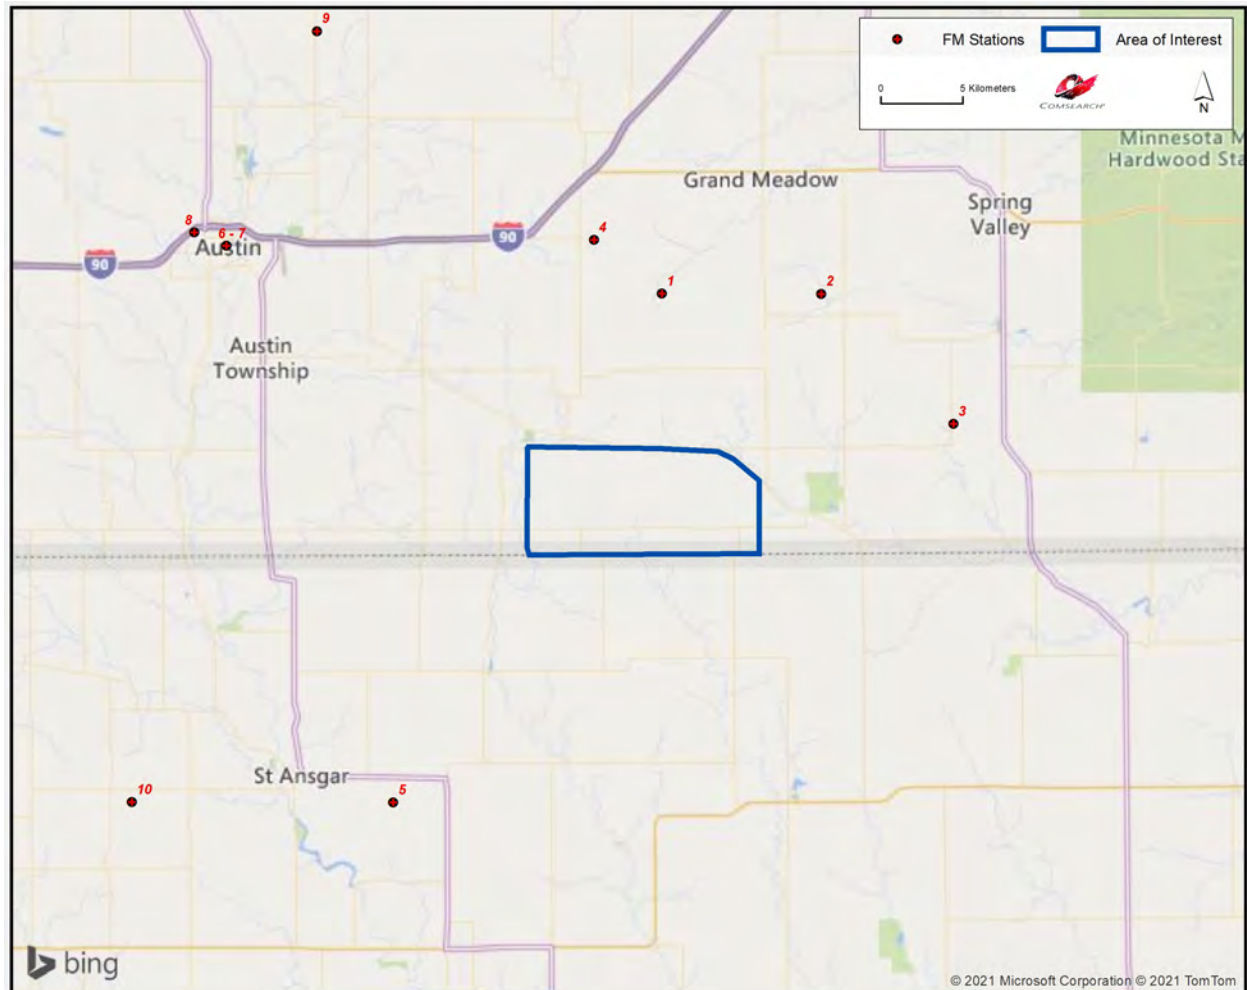 9
FM Stations
Area of Interest
0
5 Kilometers
COMSEARCH
N
Minnesota M
Hardwood Sta
Grand Meadow
Spring
Valley
8
6 - 7
Austin
90
90
4
1
2
Austin
Township
3
St Ansgar
10
5
bing
© 2021 Microsoft Corporation © 2021 TomTom